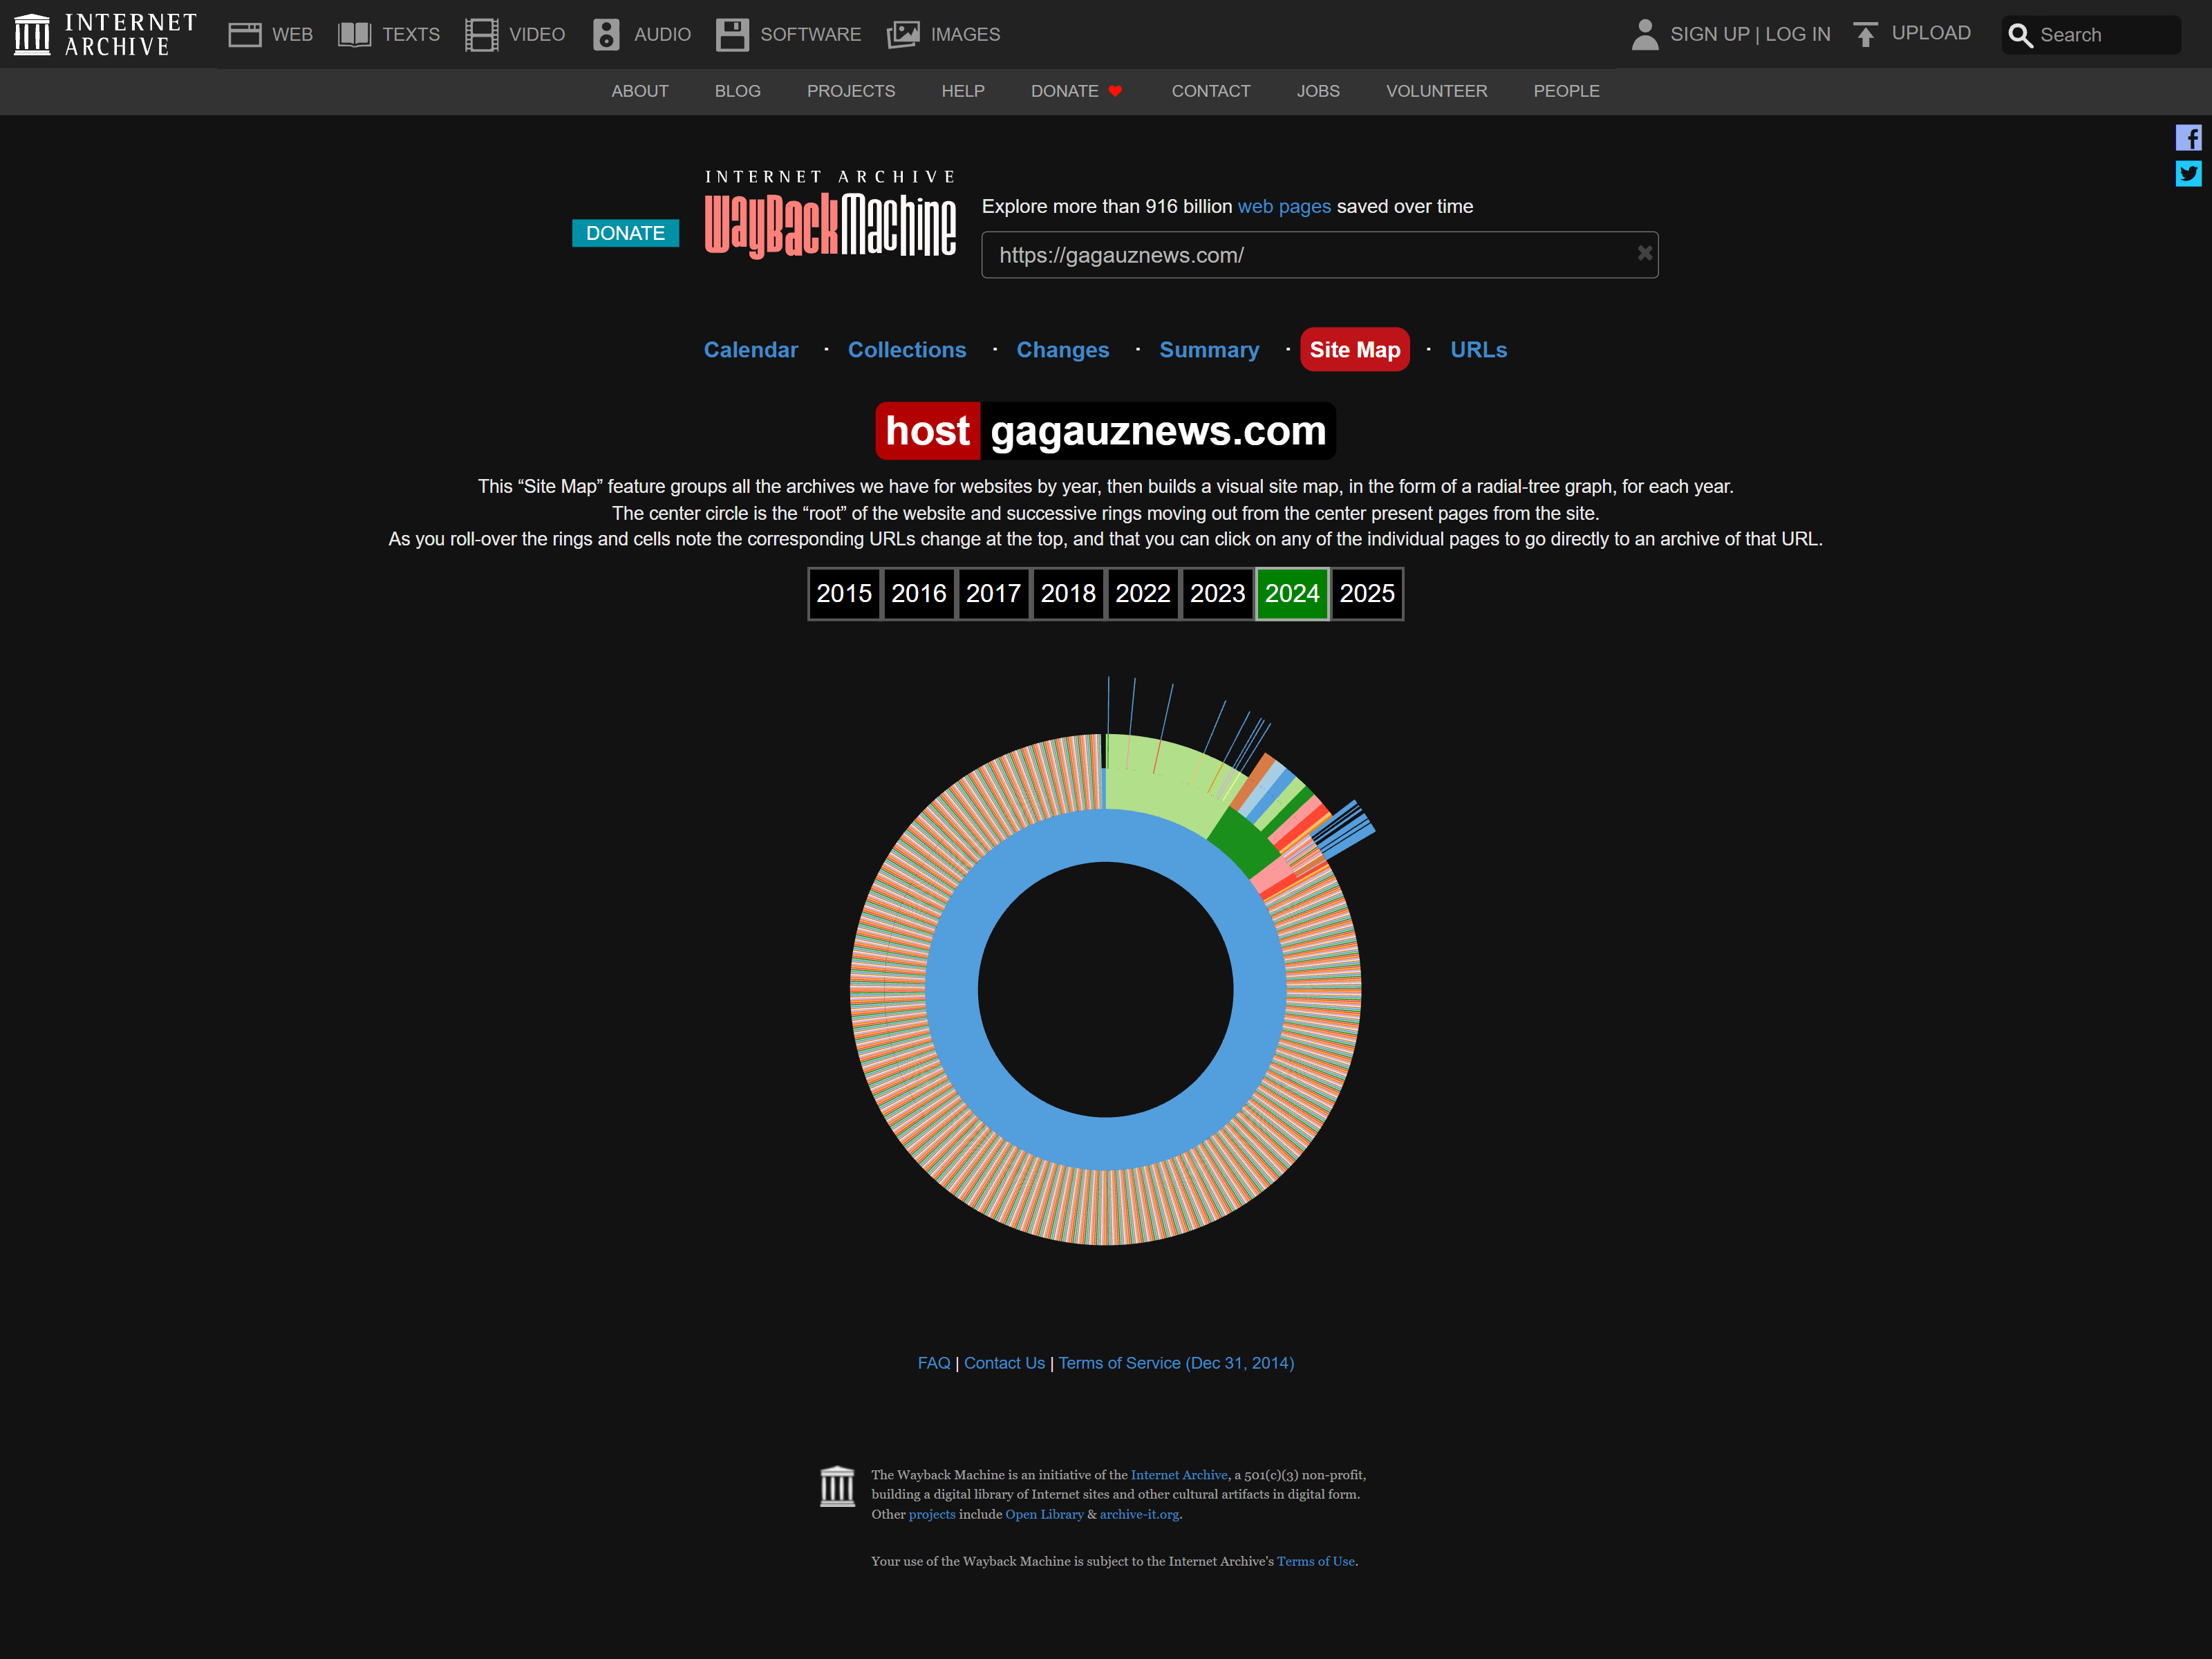 INTERNET ARCHIVE
WEB
TEXTS
VIDEO
AUDIO
SOFTWARE
IMAGES
SIGN UP | LOG IN
UPLOAD
Search
ABOUT
BLOG
PROJECTS
HELP
DONATE
CONTACT
JOBS
VOLUNTEER
PEOPLE
DONATE
INTERNET ARCHIVE
WayBackMachine
Explore more than 916 billion web pages saved over time
https://gagauznews.com/
Calendar · Collections · Changes · Summary · Site Map · URLs
host gagauznews.com
This “Site Map” feature groups all the archives we have for websites by year, then builds a visual site map, in the form of a radial-tree graph, for each year.
The center circle is the “root” of the website and successive rings moving out from the center present pages from the site.
As you roll-over the rings and cells note the corresponding URLs change at the top, and that you can click on any of the individual pages to go directly to an archive of that URL.
2015 2016 2017 2018 2022 2023 2024 2025
FAQ | Contact Us | Terms of Service (Dec 31, 2014)
The Wayback Machine is an initiative of the Internet Archive, a 501(c)(3) non-profit,
building a digital library of Internet sites and other cultural artifacts in digital form.
Other projects include Open Library & archive-it.org.
Your use of the Wayback Machine is subject to the Internet Archive's Terms of Use.